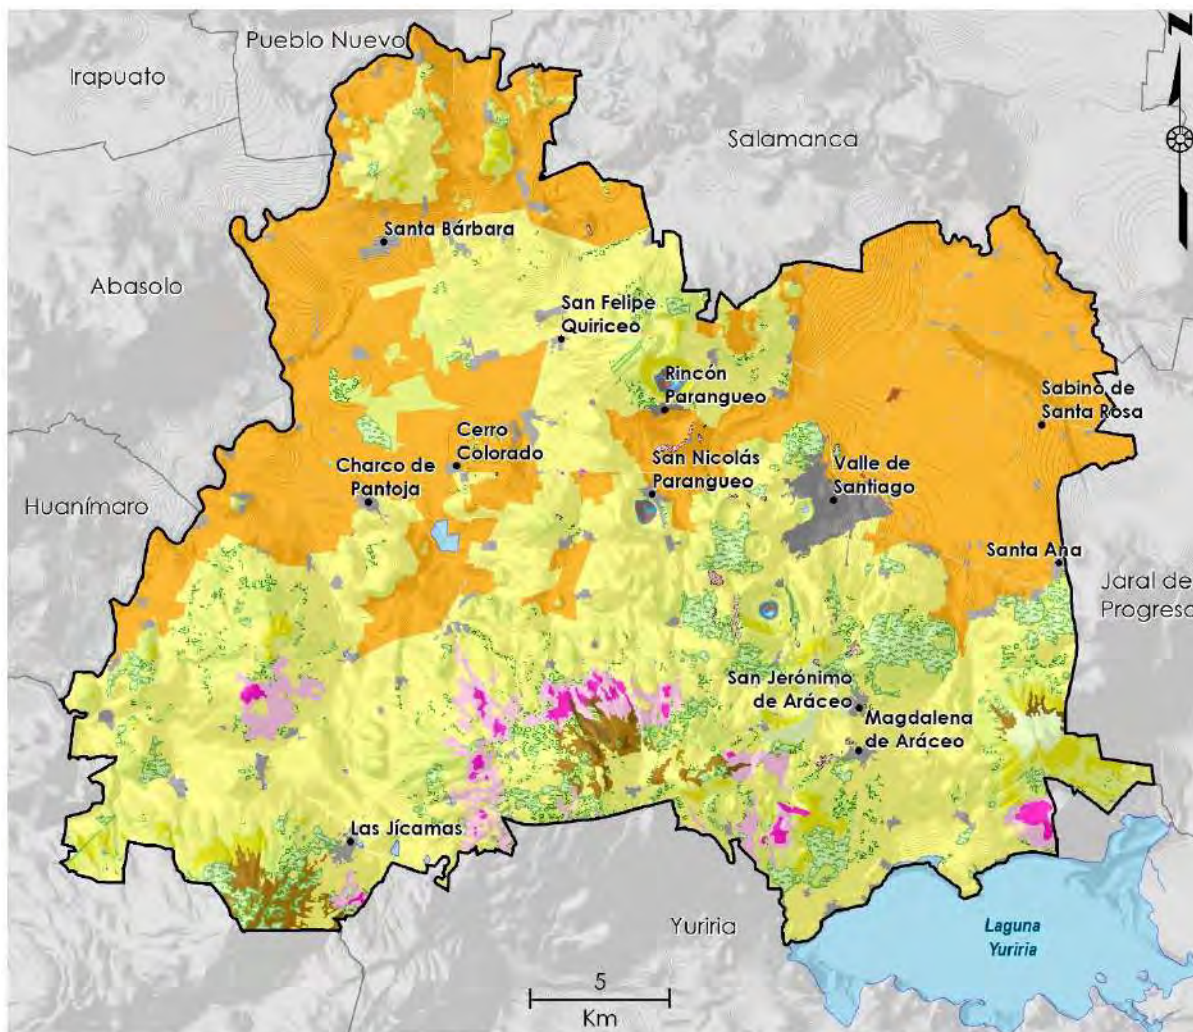 Pueblo Nuevo
Irapuato
N
Salamanca
Santa Bárbara
Abasolo
San Felipe
Quiriceo
Rincón
Parangueo
Sabino de
Santa Rosa
Cerro
Colorado
Charco de
Pantoja
San Nicolás
Parangueo
Valle de
Santiago
Huanímaro
Santa Ana
Jaral de
Progreso
San Jerónimo
de Aráceo
Magdalena
de Aráceo
Las Jícamas
Yuriria
Laguna
Yuriria
5
Km